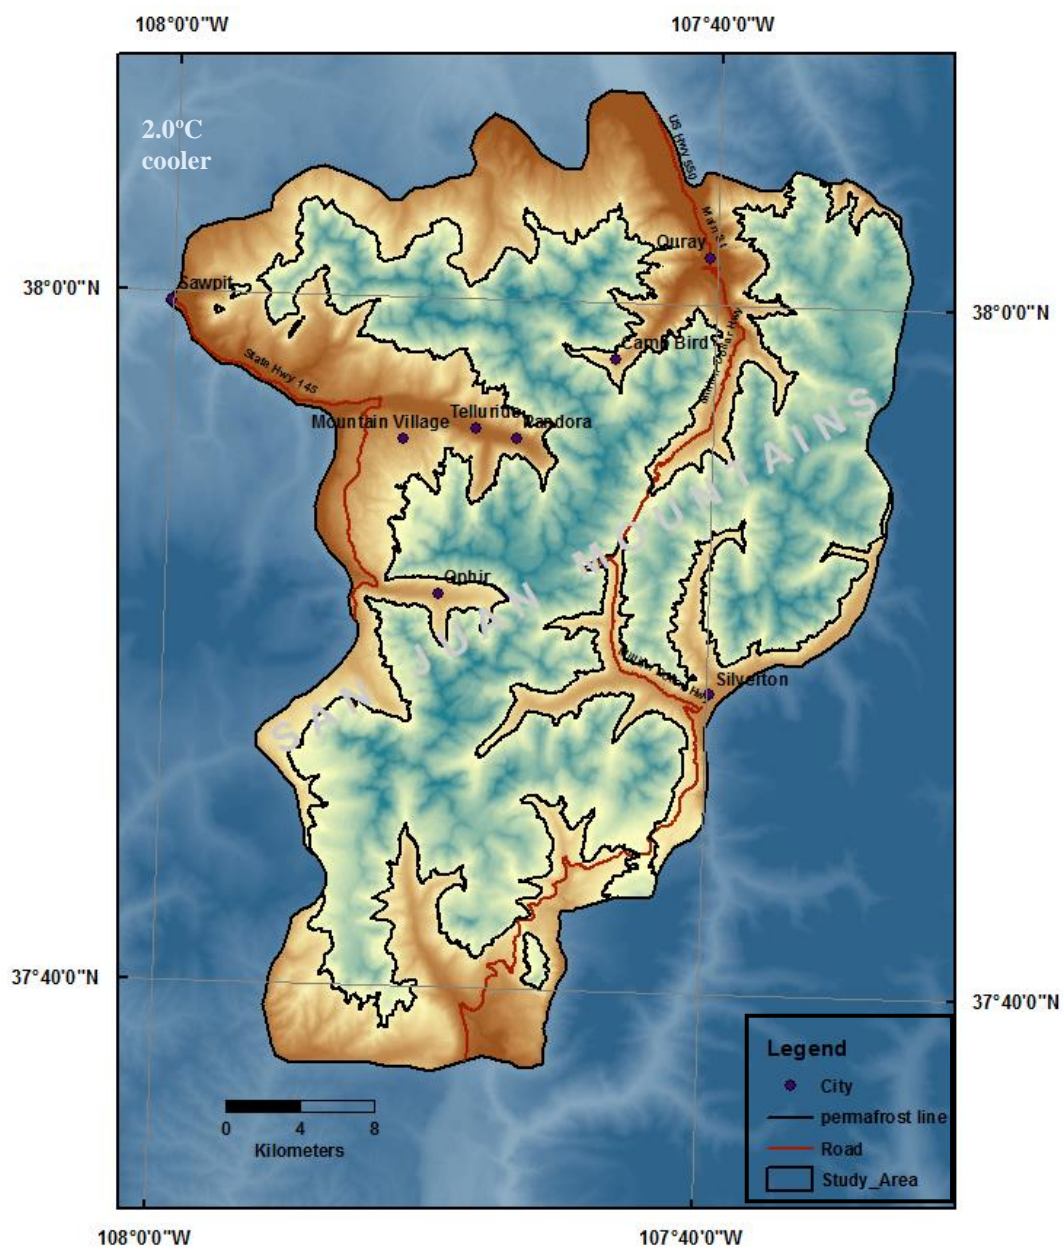 108°0'0"W
107°40'0"W
2.0°C
cooler
US HWY 550
Main St
Ouray
38°0'0"N
Sawpit
38°0'0"N
Camp Bird
State Hwy 145
Telluride
Mountain Village
Pandora
SAN JUAN MOUNTAINS
Ophir
Silverton
37°40'0"N
37°40'0"N
Legend
City
permafrost line
Road
Study_Area
0 4 8
Kilometers
108°0'0"W
107°40'0"W